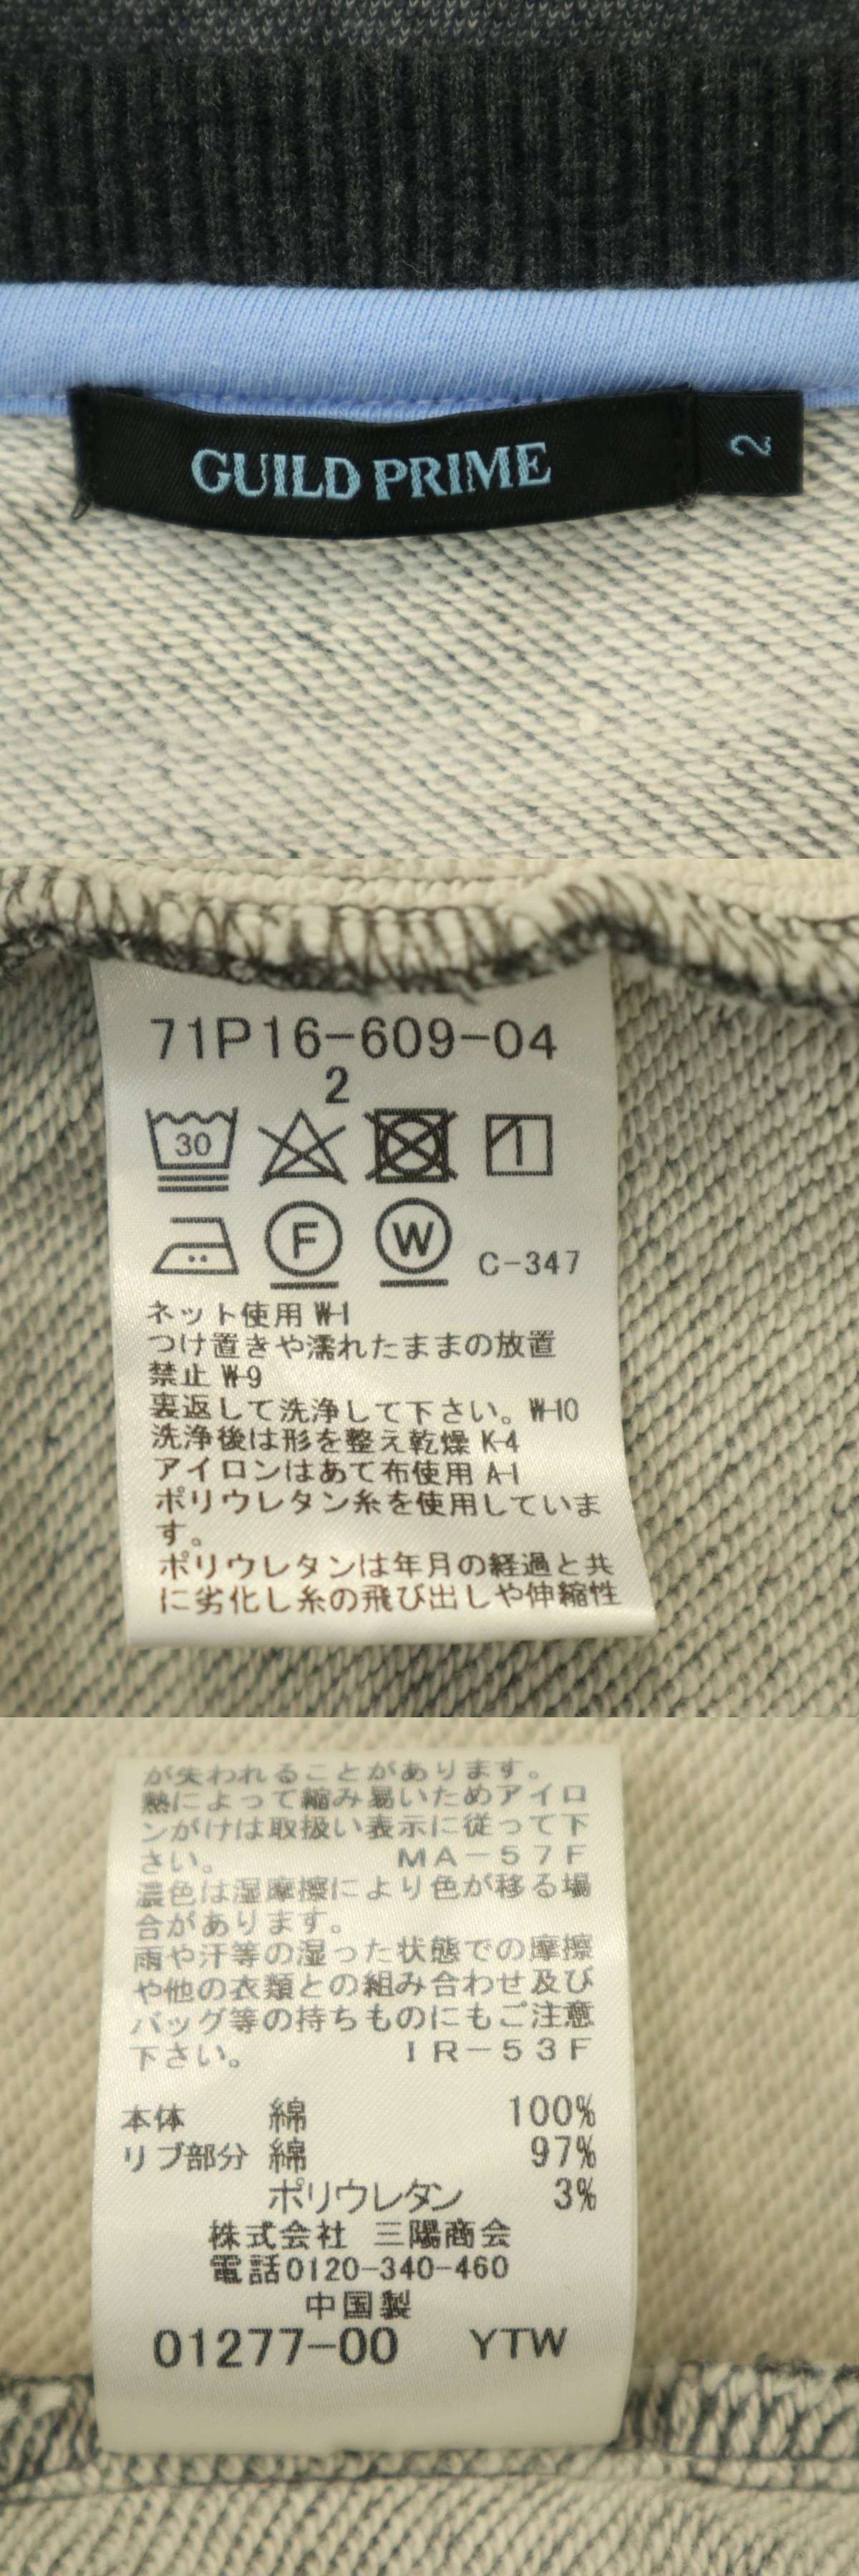 GUILD PRIME
2
71P16-609-04
2
30
F W C-347
ネット使用 W-1
つけ置きや濡れたままの放置
禁止 W-9
裏返して洗浄して下さい。W-10
洗浄後は形を整え乾燥 K-4
アイロンはあて布使用 A-1
ポリウレタン糸を使用していま
す。
ポリウレタンは年月の経過と共
に劣化し糸の飛び出しや伸縮性
が失われることがあります。
熱によって縮み易いためアイロ
ンがけは取扱い表示に従って下
さい。 MA-57F
濃色は湿摩擦により色が移る場
合があります。
雨や汗等の湿った状態での摩擦
や他の衣類との組み合わせ及び
バッグ等の持ちものにもご注意
下さい。 IR-53F
本体 綿 100%
リブ部分 綿 97%
ポリウレタン 3%
株式会社 三陽商会
電話0120-340-460
中国製
01277-00 YTW